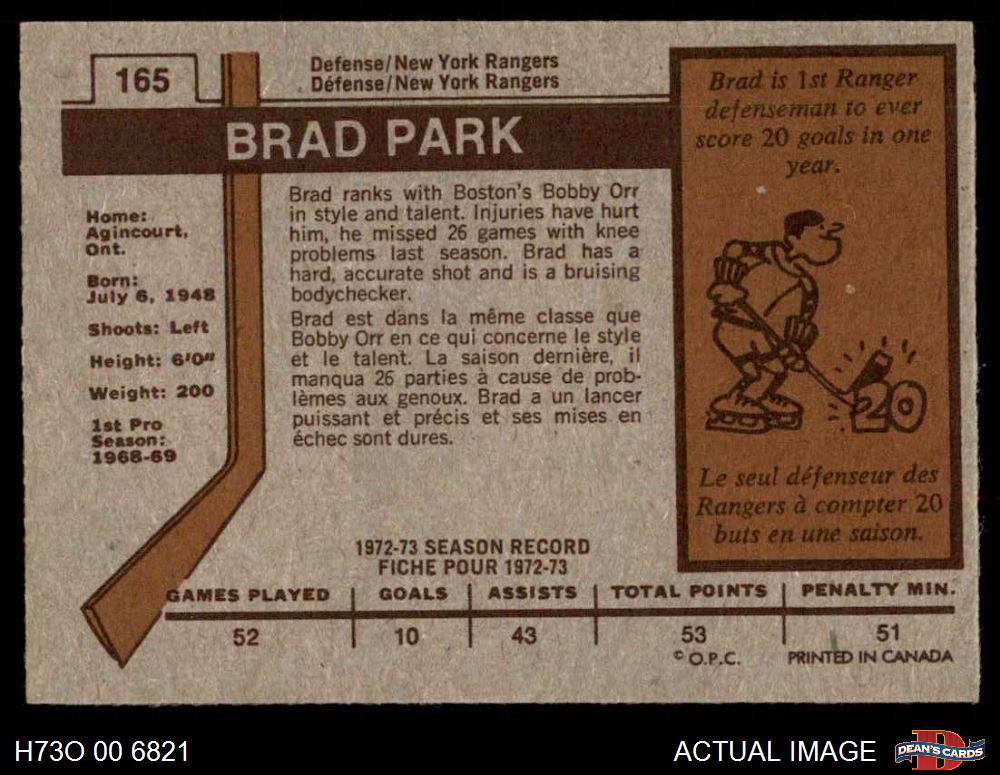 165
Defense/New York Rangers
Défense/New York Rangers
BRAD PARK
Home:
Agincourt,
Ont.
Born:
July 6, 1948
Shoots: Left
Height: 6'0"
Weight: 200
1st Pro
Season:
1968-69
Brad ranks with Boston's Bobby Orr
in style and talent. Injuries have hurt
him, he missed 26 games with knee
problems last season. Brad has a
hard, accurate shot and is a bruising
bodychecker.
Brad est dans la même classe que
Bobby Orr en ce qui concerne le style
et le talent. La saison dernière, il
manqua 26 parties à cause de prob-
lèmes aux genoux. Brad a un lancer
puissant et précis et ses mises en
échec sont dures.
Brad is 1st Ranger
defenseman to ever
score 20 goals in one
year.
20
Le seul défenseur des
Rangers à compter 20
buts en une saison.
1972-73 SEASON RECORD
FICHE POUR 1972-73
GAMES PLAYED GOALS ASSISTS TOTAL POINTS PENALTY MIN.
52 10 43 53 51
© O.P.C. PRINTED IN CANADA
H73O 00 6821 ACTUAL IMAGE DEAN'S CARDS